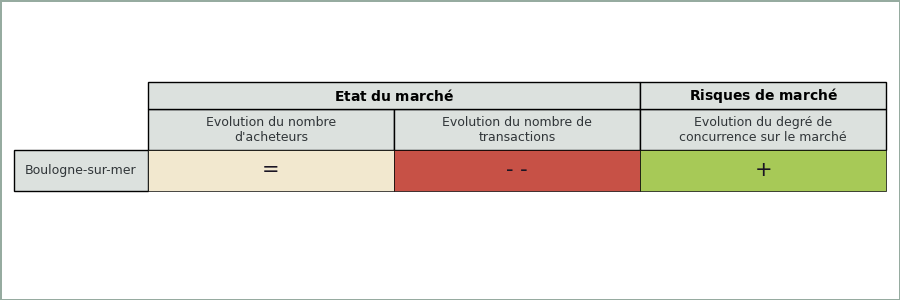 Etat du marché
Risques de marché
Evolution du nombre
d'acheteurs
Evolution du nombre de
transactions
Evolution du degré de
concurrence sur le marché
Boulogne-sur-mer
=
- -
+